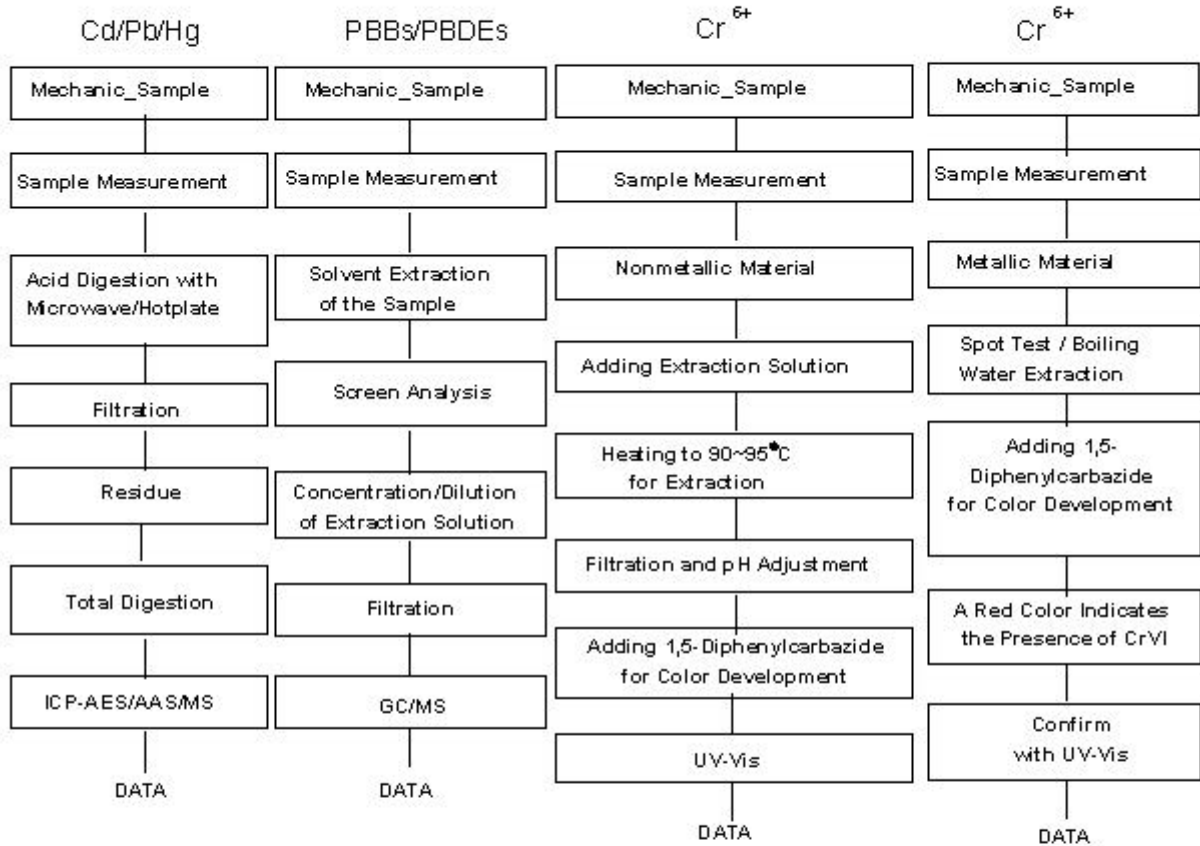 Cd/Pb/Hg
Mechanic_Sample
Sample Measurement
Acid Digestion with
Microwave/Hotplate
Filtration
Residue
Total Digestion
ICP-AES/AAS/MS
DATA
PBBs/PBDEs
Mechanic_Sample
Sample Measurement
Solvent Extraction
of the Sample
Screen Analysis
Concentration/Dilution
of Extraction Solution
Filtration
GC/MS
DATA
Cr 6+
Mechanic_Sample
Sample Measurement
Nonmetallic Material
Adding Extraction Solution
Heating to 90~95°C
for Extraction
Filtration and pH Adjustment
Adding 1,5-Diphenylcarbazide
for Color Development
UV-Vis
DATA
Cr 6+
Mechanic_Sample
Sample Measurement
Metallic Material
Spot Test / Boiling
Water Extraction
Adding 1,5-
Diphenylcarbazide
for Color Development
A Red Color Indicates
the Presence of CrVI
Confirm
with UV-Vis
DATA